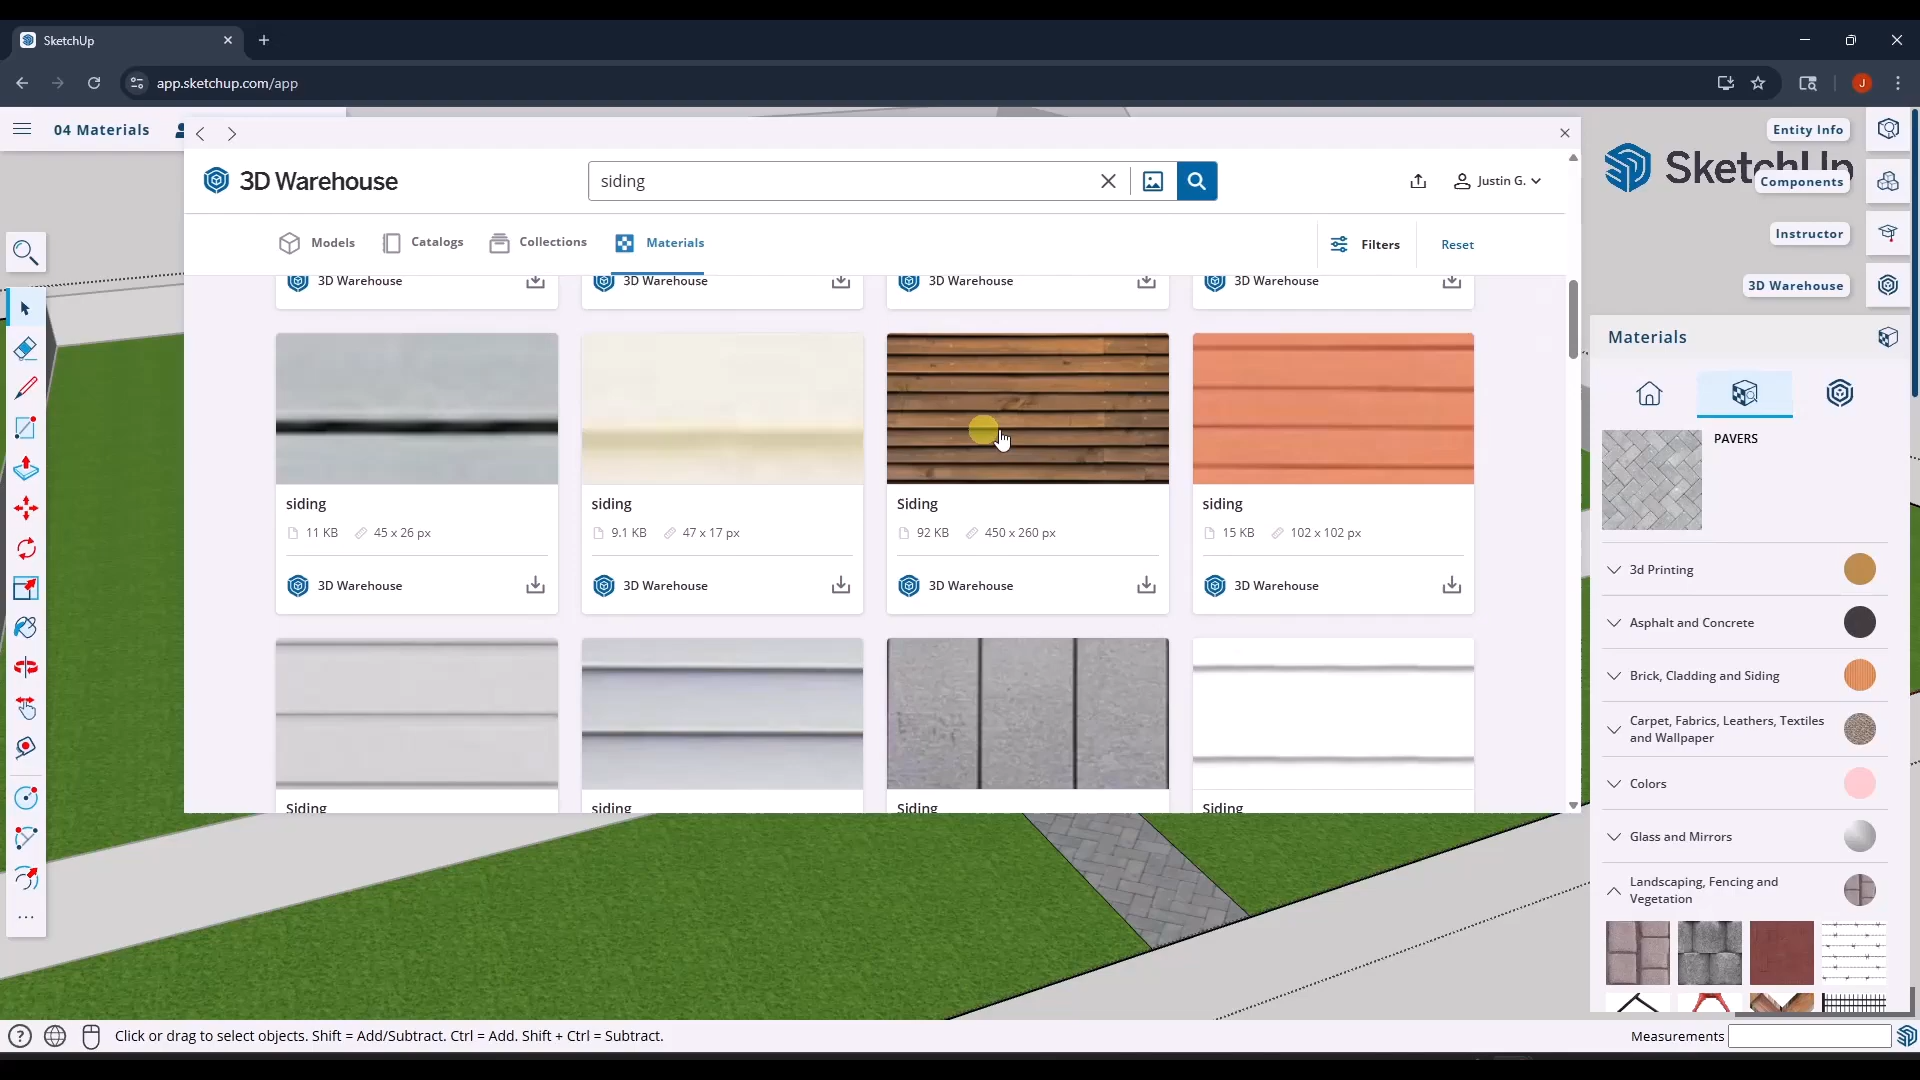 SketchUp
app.sketchup.com/app
J
04 Materials
Entity Info
SketchUp
Components
Instructor
3D Warehouse
3D Warehouse
siding
Justin G.
Models
Catalogs
Collections
Materials
Filters
Reset
3D Warehouse
3D Warehouse
3D Warehouse
3D Warehouse
siding
11 KB
45 x 26 px
3D Warehouse
siding
9.1 KB
47 x 17 px
3D Warehouse
Siding
92 KB
450 x 260 px
3D Warehouse
siding
15 KB
102 x 102 px
3D Warehouse
Siding
siding
Siding
Siding
Materials
PAVERS
3d Printing
Asphalt and Concrete
Brick, Cladding and Siding
Carpet, Fabrics, Leathers, Textiles
and Wallpaper
Colors
Glass and Mirrors
Landscaping, Fencing and
Vegetation
Click or drag to select objects. Shift = Add/Subtract. Ctrl = Add. Shift + Ctrl = Subtract.
Measurements